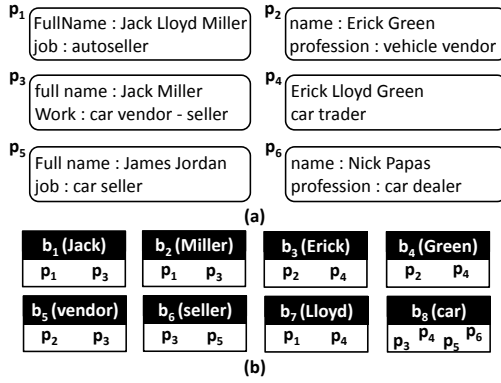 p1
FullName : Jack Lloyd Miller
job : autoseller
p2
name : Erick Green
profession : vehicle vendor
p3
full name : Jack Miller
Work : car vendor - seller
p4
Erick Lloyd Green
car trader
p5
Full name : James Jordan
job : car seller
p6
name : Nick Papas
profession : car dealer
(a)
b1 (Jack)
p1 p3
b2 (Miller)
p1 p3
b3 (Erick)
p2 p4
b4 (Green)
p2 p4
b5 (vendor)
p2 p3
b6 (seller)
p3 p5
b7 (Lloyd)
p1 p4
b8 (car)
p3 p4 p5 p6
(b)